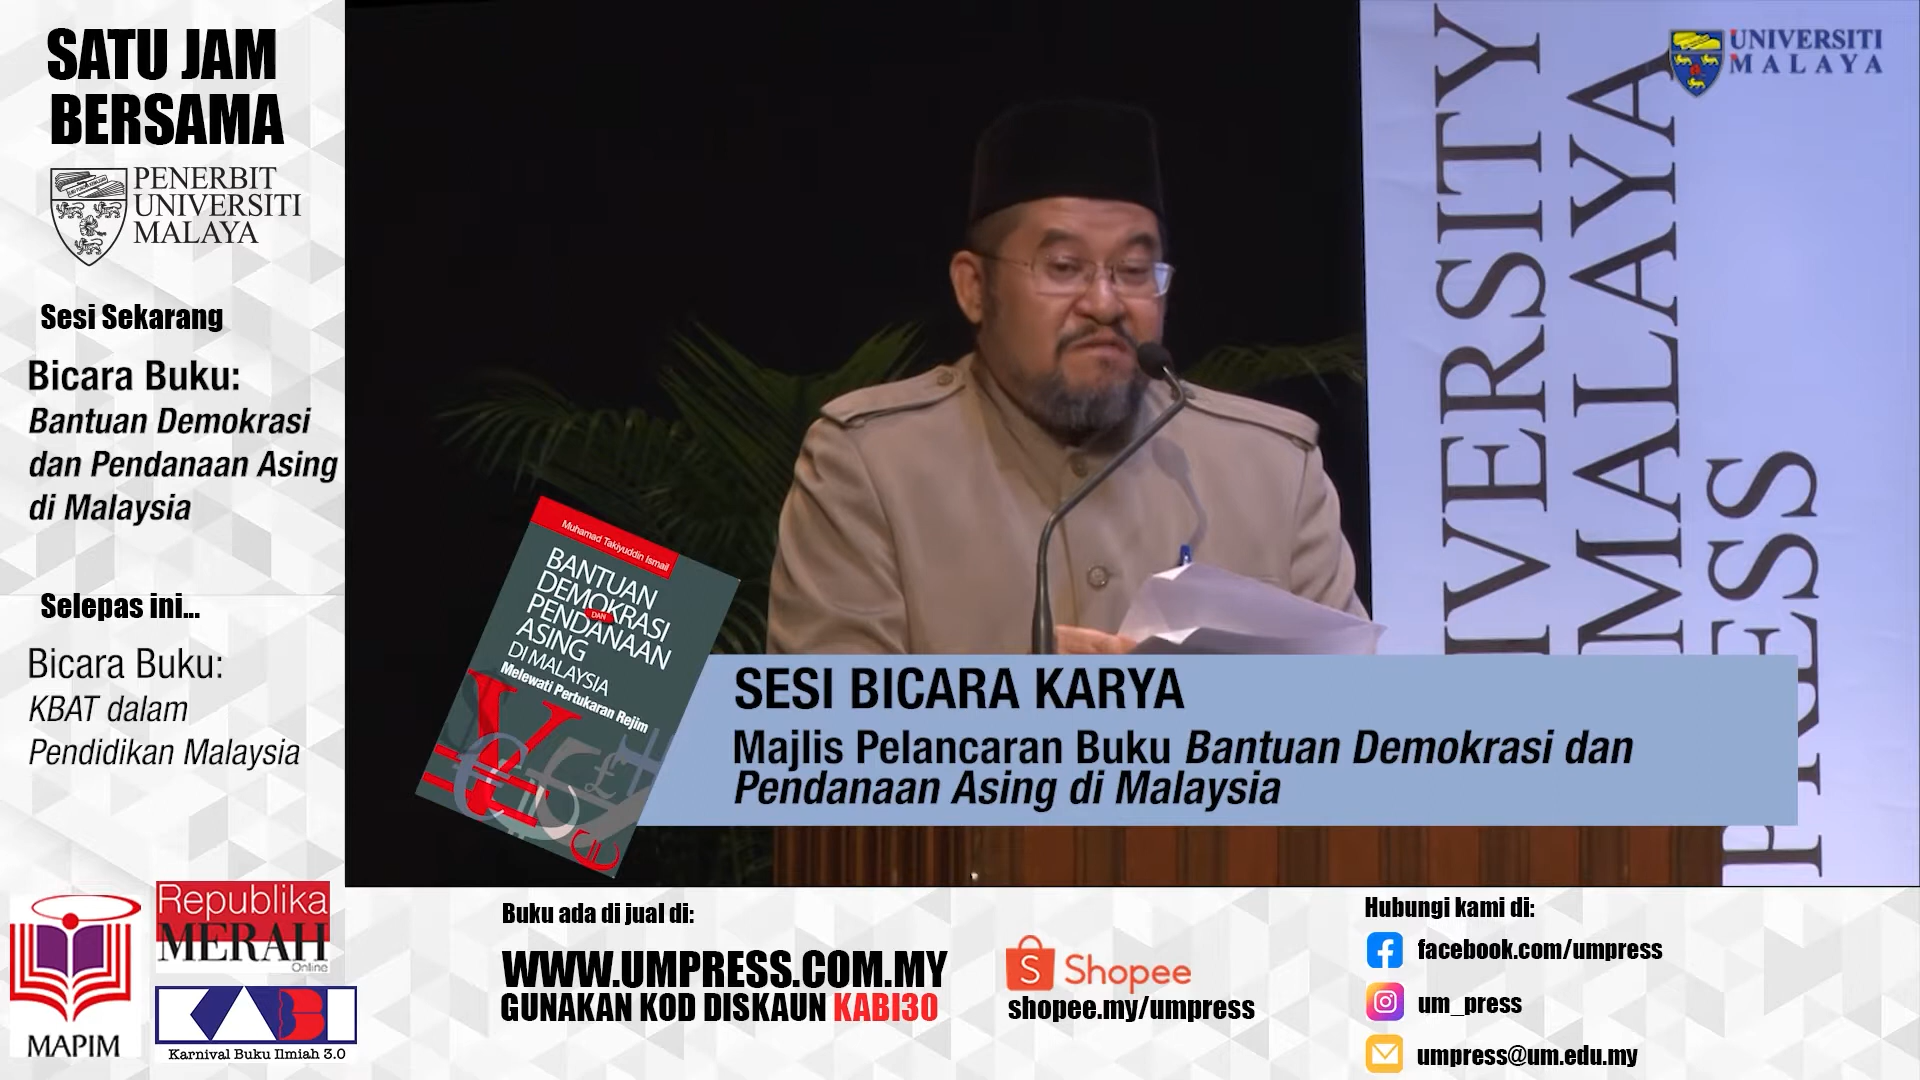 SATU JAM
BERSAMA
PENERBIT
UNIVERSITI
MALAYA
Sesi Sekarang
Bicara Buku:
Bantuan Demokrasi
dan Pendanaan Asing
di Malaysia
Selepas ini...
Bicara Buku:
KBAT dalam
Pendidikan Malaysia
MAPIM
Republika
MERAH
Online
KABI
Karnival Buku Ilmiah 3.0
UNIVERSITI
MALAYA
UNIVERSITY
MALAYA
PRESS
Muhamad Takiyuddin Ismail
BANTUAN
DEMOKRASI
DAN
PENDANAAN
ASING
DI MALAYSIA
Melewati Pertukaran Rejim
SESI BICARA KARYA
Majlis Pelancaran Buku Bantuan Demokrasi dan
Pendanaan Asing di Malaysia
Buku ada di jual di:
WWW.UMPRESS.COM.MY
GUNAKAN KOD DISKAUN KABI30
Shopee
shopee.my/umpress
Hubungi kami di:
facebook.com/umpress
um_press
umpress@um.edu.my